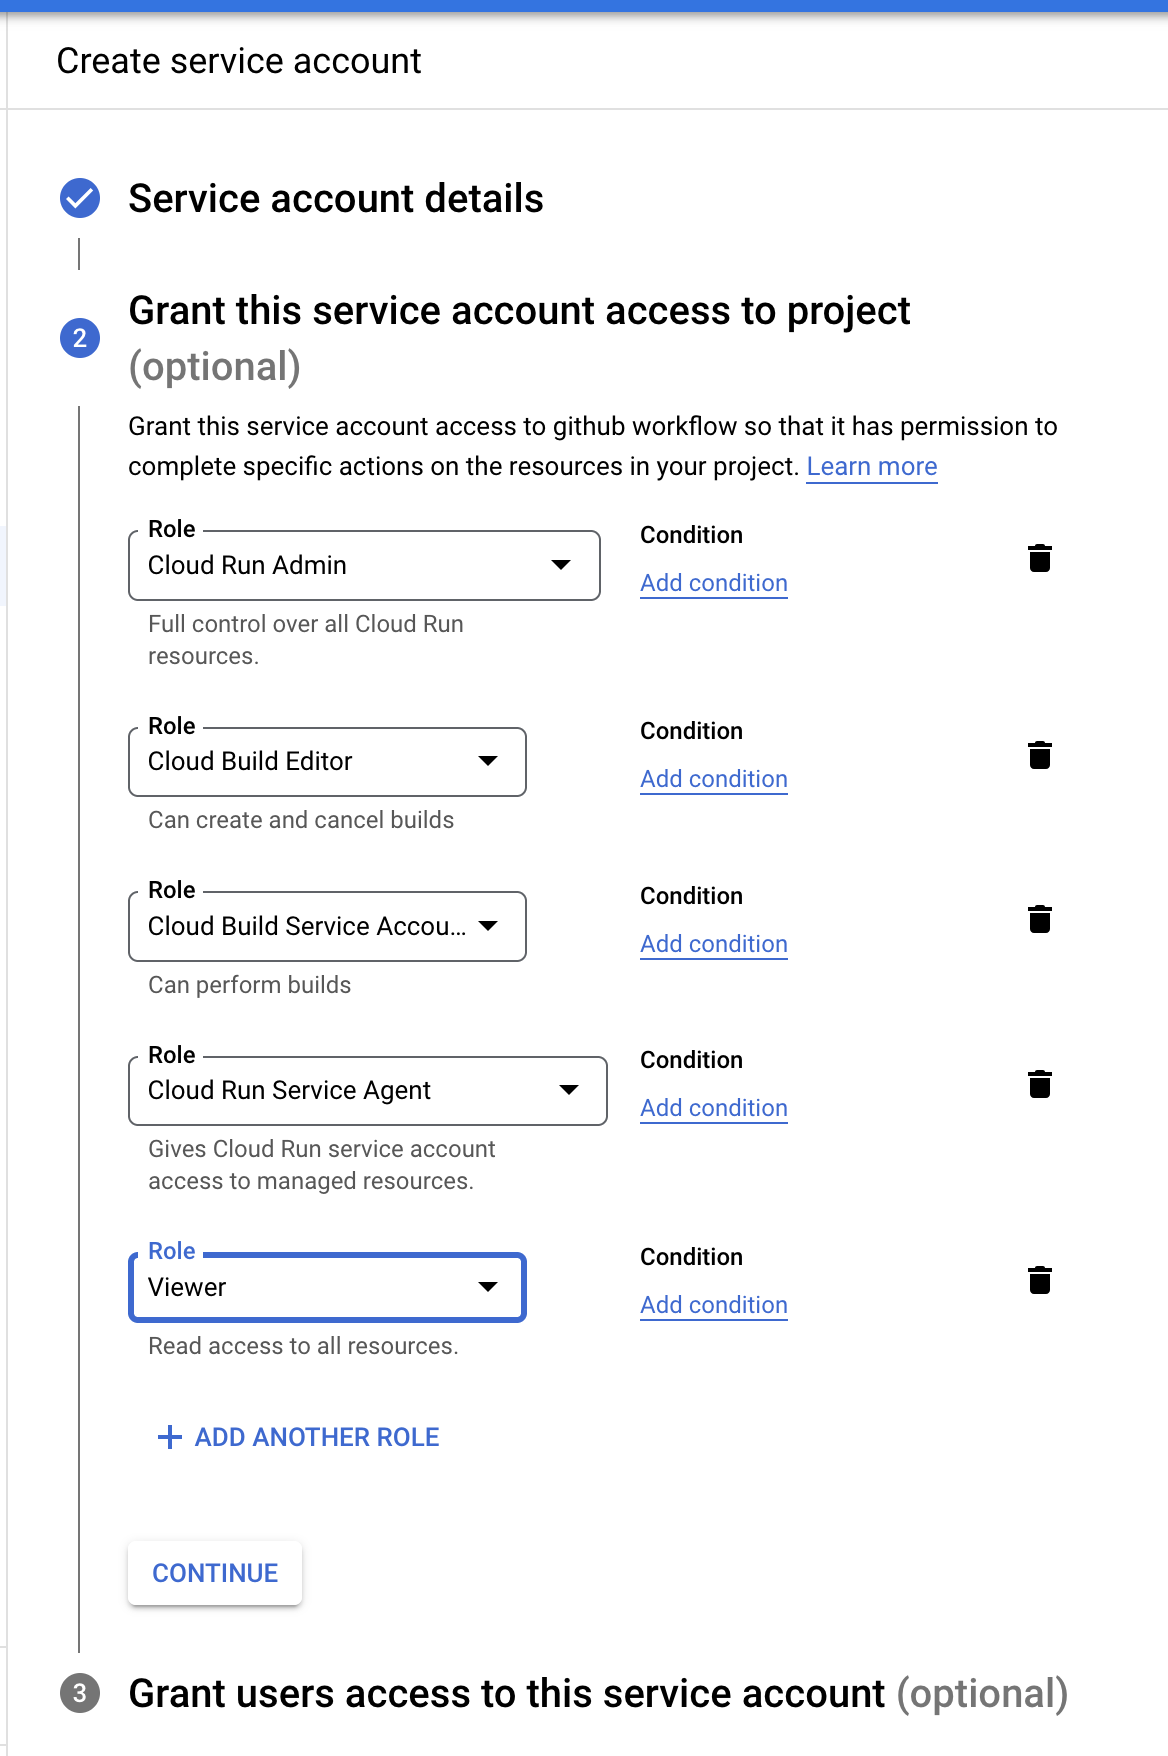 Create service account
Service account details
2
Grant this service account access to project
(optional)
Grant this service account access to github workflow so that it has permission to
complete specific actions on the resources in your project. Learn more
Role
Cloud Run Admin
Condition
Add condition
Full control over all Cloud Run
resources.
Role
Cloud Build Editor
Condition
Add condition
Can create and cancel builds
Role
Cloud Build Service Accou...
Condition
Add condition
Can perform builds
Role
Cloud Run Service Agent
Condition
Add condition
Gives Cloud Run service account
access to managed resources.
Role
Viewer
Condition
Add condition
Read access to all resources.
+ ADD ANOTHER ROLE
CONTINUE
3
Grant users access to this service account (optional)